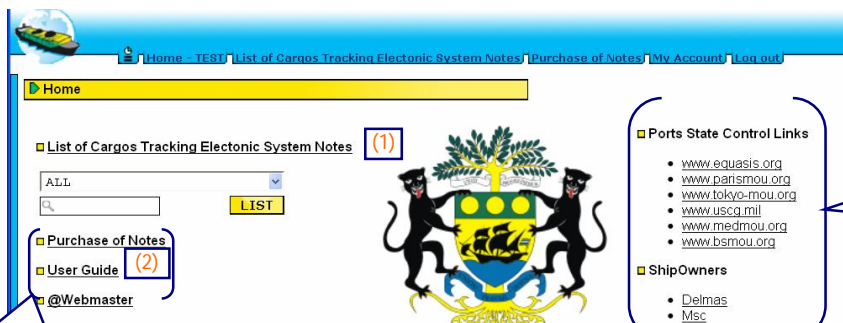 Home - TEST List of Cargos Tracking Electonic System Notes Purchase of Notes My Account Log out
Home
List of Cargos Tracking Electonic System Notes (1)
ALL
LIST
Purchase of Notes
User Guide (2)
@Webmaster
Ports State Control Links
www.equasis.org
www.parismou.org
www.tokyo-mou.org
www.uscg.mil
www.medmou.org
www.bsmou.org
ShipOwners
Delmas
Msc